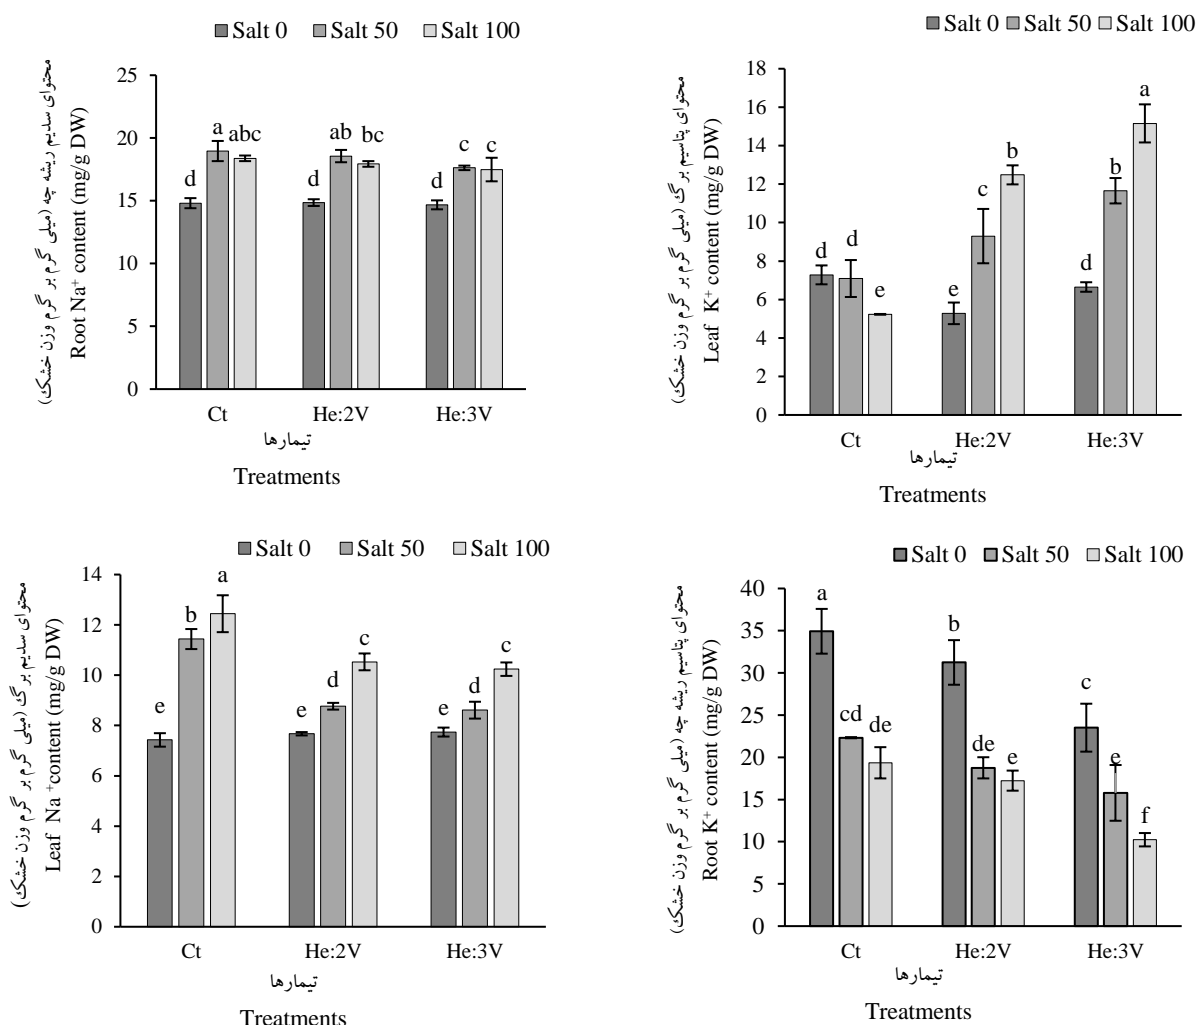 Salt 0 Salt 50 Salt 100
محتوای سدیم ریشه چه (میلی گرم بر گرم وزن خشک)
Root Na⁺ content (mg/g DW)
25
20
15
10
5
0
d a abc
d ab bc
d c c
Ct He:2V He:3V
تیمارها
Treatments
Salt 0 Salt 50 Salt 100
محتوای پتاسیم برگ (میلی گرم بر گرم وزن خشک)
Leaf K⁺ content (mg/g DW)
18
16
14
12
10
8
6
4
2
0
d d e
e c b
d b a
Ct He:2V He:3V
تیمارها
Treatments
Salt 0 Salt 50 Salt 100
محتوای سدیم برگ (میلی گرم بر گرم وزن خشک)
Leaf Na ⁺content (mg/g DW)
14
12
10
8
6
4
2
0
e b a
e d c
e d c
Ct He:2V He:3V
تیمارها
Treatments
Salt 0 Salt 50 Salt 100
محتوای پتاسیم ریشه چه (میلی گرم بر گرم وزن خشک)
Root K⁺ content (mg/g DW)
40
35
30
25
20
15
10
5
0
a cd de
b de e
c e f
Ct He:2V He:3V
تیمارها
Treatments